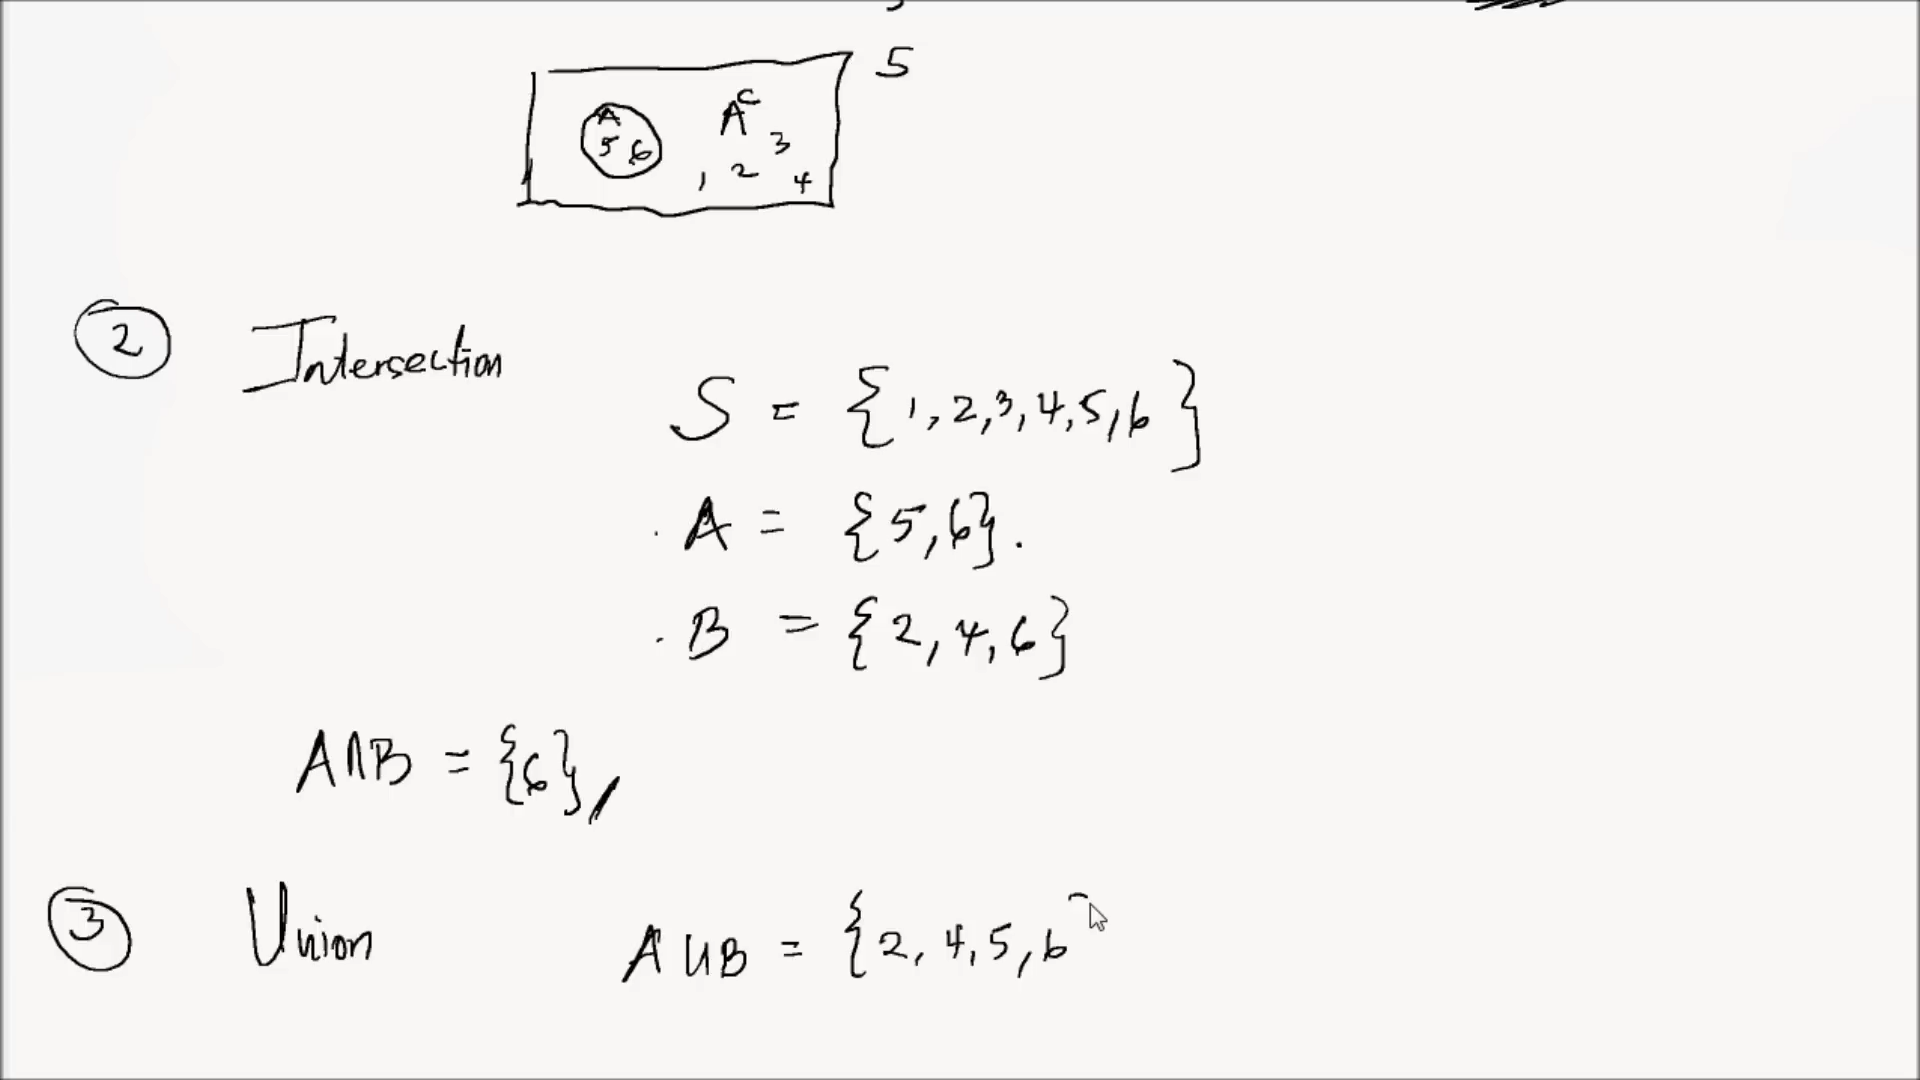 S
A
5 6
A^c
3
1 2 4
2 Intersection
S = {1,2,3,4,5,6}
. A = {5,6}.
. B = {2,4,6}
A∩B = {6},
3 Union A∪B = {2,4,5,6